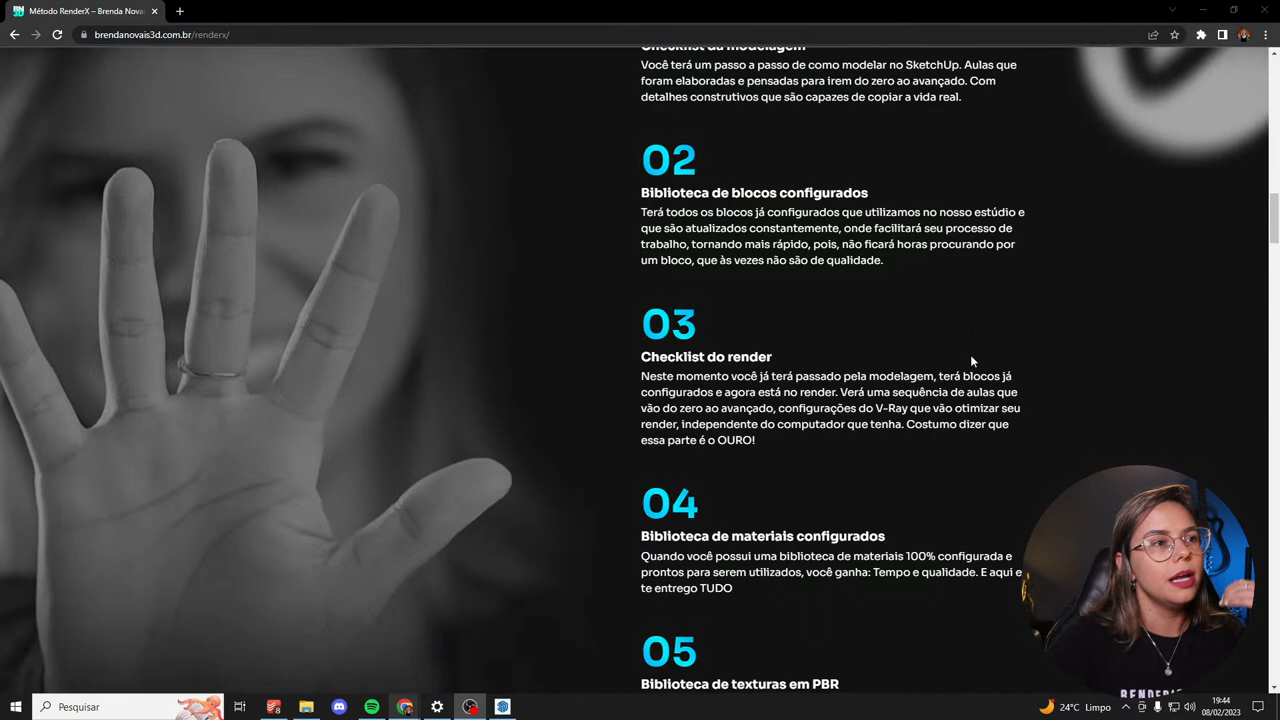 Método RenderX – Brenda Novai
brendanovais3d.com.br/renderx/
Checklist da modelagem
Você terá um passo a passo de como modelar no SketchUp. Aulas que
foram elaboradas e pensadas para irem do zero ao avançado. Com
detalhes construtivos que são capazes de copiar a vida real.
02
Biblioteca de blocos configurados
Terá todos os blocos já configurados que utilizamos no nosso estúdio e
que são atualizados constantemente, onde facilitará seu processo de
trabalho, tornando mais rápido, pois, não ficará horas procurando por
um bloco, que às vezes não são de qualidade.
03
Checklist do render
Neste momento você já terá passado pela modelagem, terá blocos já
configurados e agora está no render. Verá uma sequência de aulas que
vão do zero ao avançado, configurações do V-Ray que vão otimizar seu
render, independente do computador que tenha. Costumo dizer que
essa parte é o OURO!
04
Biblioteca de materiais configurados
Quando você possui uma biblioteca de materiais 100% configurada e
prontos para serem utilizados, você ganha: Tempo e qualidade. E aqui e
te entrego TUDO
05
Biblioteca de texturas em PBR
Pesquisar
24°C Limpo
19:44
08/02/2023